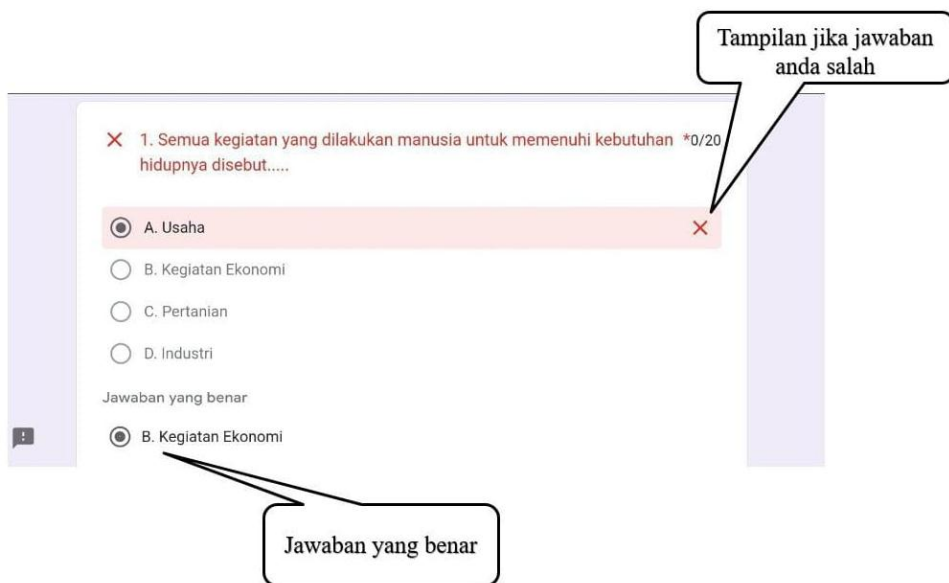 Tampilan jika jawaban
anda salah
1. Semua kegiatan yang dilakukan manusia untuk memenuhi kebutuhan *0/20
hidupnya disebut.....
A. Usaha
B. Kegiatan Ekonomi
C. Pertanian
D. Industri
Jawaban yang benar
B. Kegiatan Ekonomi
Jawaban yang benar